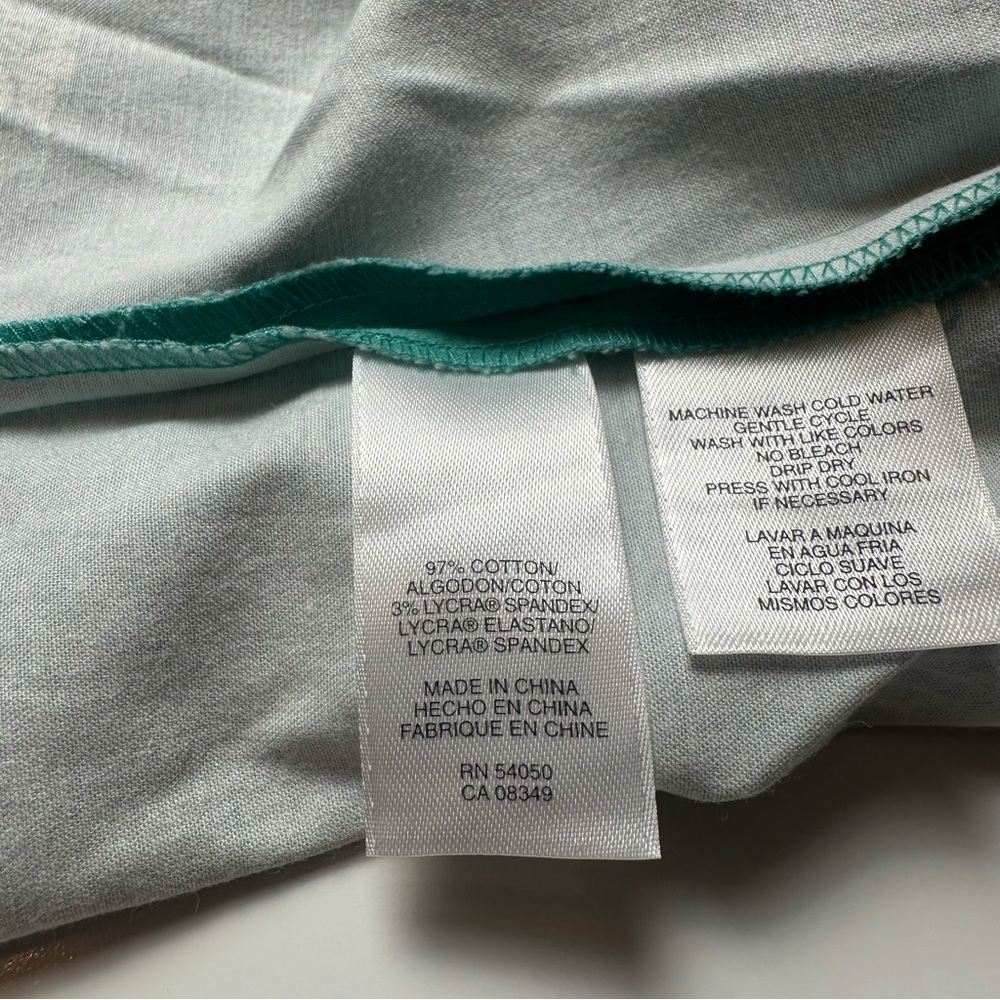 97% COTTON/
ALGODON/COTON
3% LYCRA® SPANDEX/
LYCRA® ELASTANO/
LYCRA® SPANDEX
MADE IN CHINA
HECHO EN CHINA
FABRIQUE EN CHINE
RN 54050
CA 08349
MACHINE WASH COLD WATER
GENTLE CYCLE
WASH WITH LIKE COLORS
NO BLEACH
DRIP DRY
PRESS WITH COOL IRON
IF NECESSARY
LAVAR A MAQUINA
EN AGUA FRIA
CICLO SUAVE
LAVAR CON LOS
MISMOS COLORES